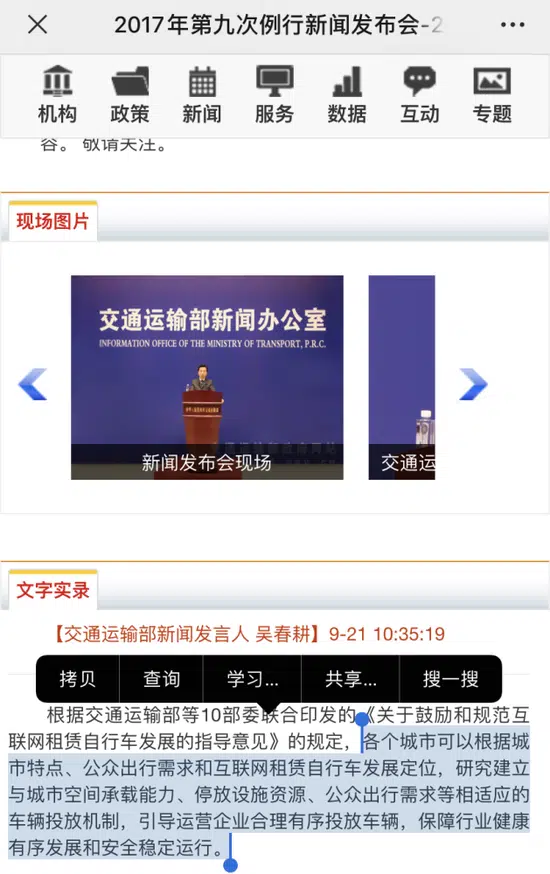 2017年第九次例行新闻发布会-2
机构 政策 新闻 服务 数据 互动 专题
容。 敬请关注。
现场图片
交通运输部新闻办公室
INFORMATION OFFICE OF THE MINISTRY OF TRANSPORT, P.R.C.
新闻发布会现场
交通运
文字实录
【交通运输部新闻发言人 吴春耕】9-21 10:35:19
拷贝 查询 学习... 共享... 搜一搜
根据交通运输部等10部委联合印发的《关于鼓励和规范互
联网租赁自行车发展的指导意见》的规定，各个城市可以根据城
市特点、公众出行需求和互联网租赁自行车发展定位，研究建立
与城市空间承载能力、停放设施资源、公众出行需求等相适应的
车辆投放机制，引导运营企业合理有序投放车辆，保障行业健康
有序发展和安全稳定运行。